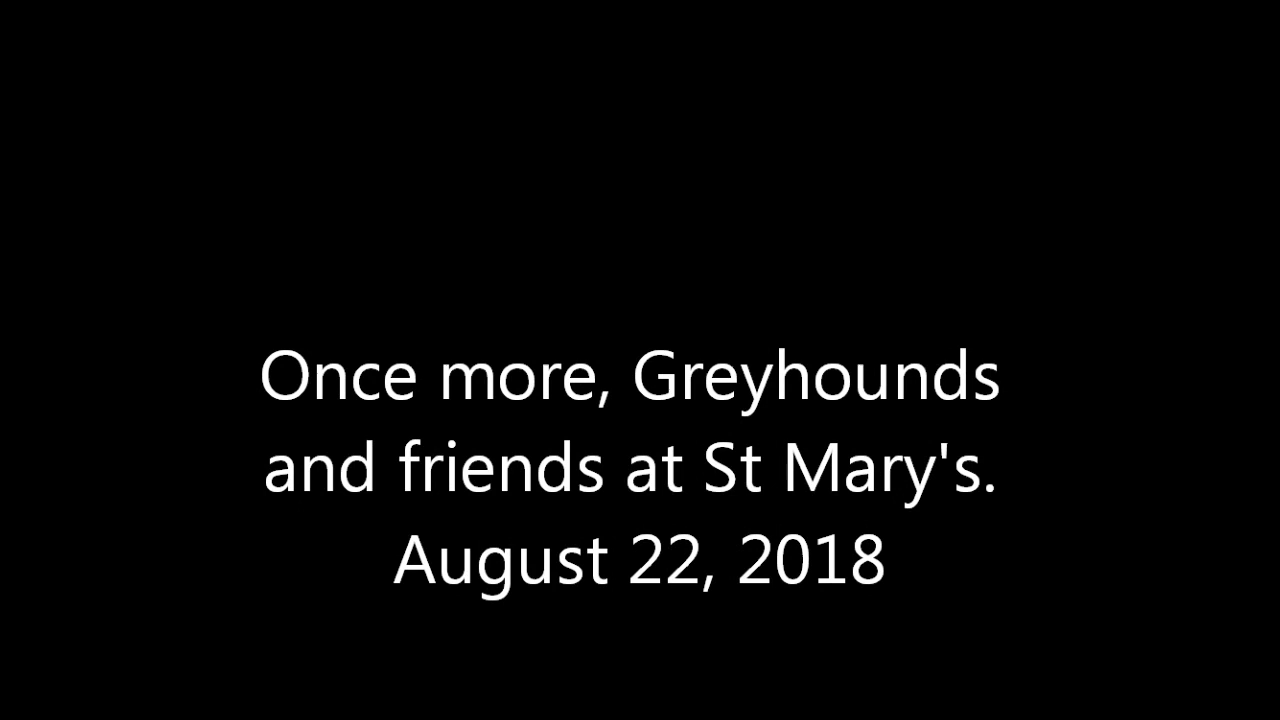 Once more, Greyhounds
and friends at St Mary's.
August 22, 2018